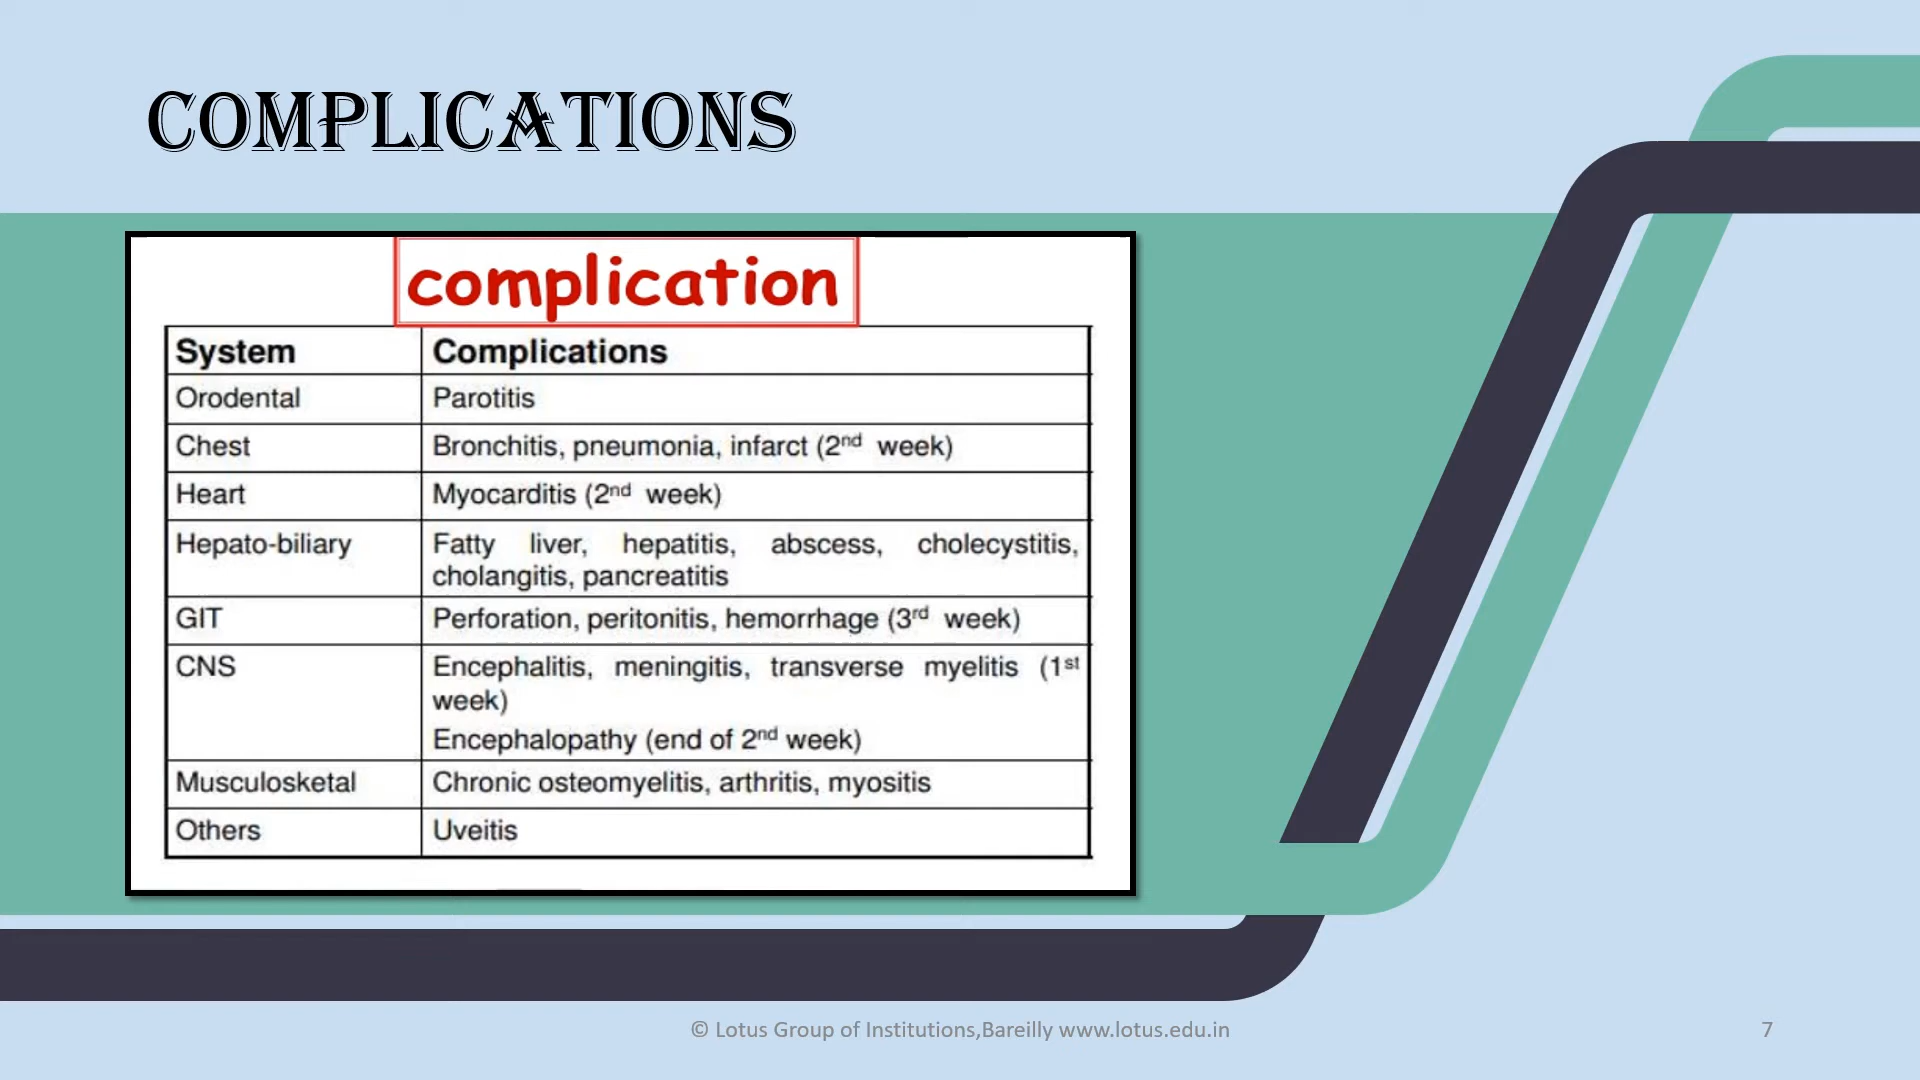 COMPLICATIONS
complication
System Complications
Orodental Parotitis
Chest Bronchitis, pneumonia, infarct (2nd week)
Heart Myocarditis (2nd week)
Hepato-biliary Fatty liver, hepatitis, abscess, cholecystitis,
cholangitis, pancreatitis
GIT Perforation, peritonitis, hemorrhage (3rd week)
CNS Encephalitis, meningitis, transverse myelitis (1st
week)
Encephalopathy (end of 2nd week)
Musculosketal Chronic osteomyelitis, arthritis, myositis
Others Uveitis
© Lotus Group of Institutions,Bareilly www.lotus.edu.in 7